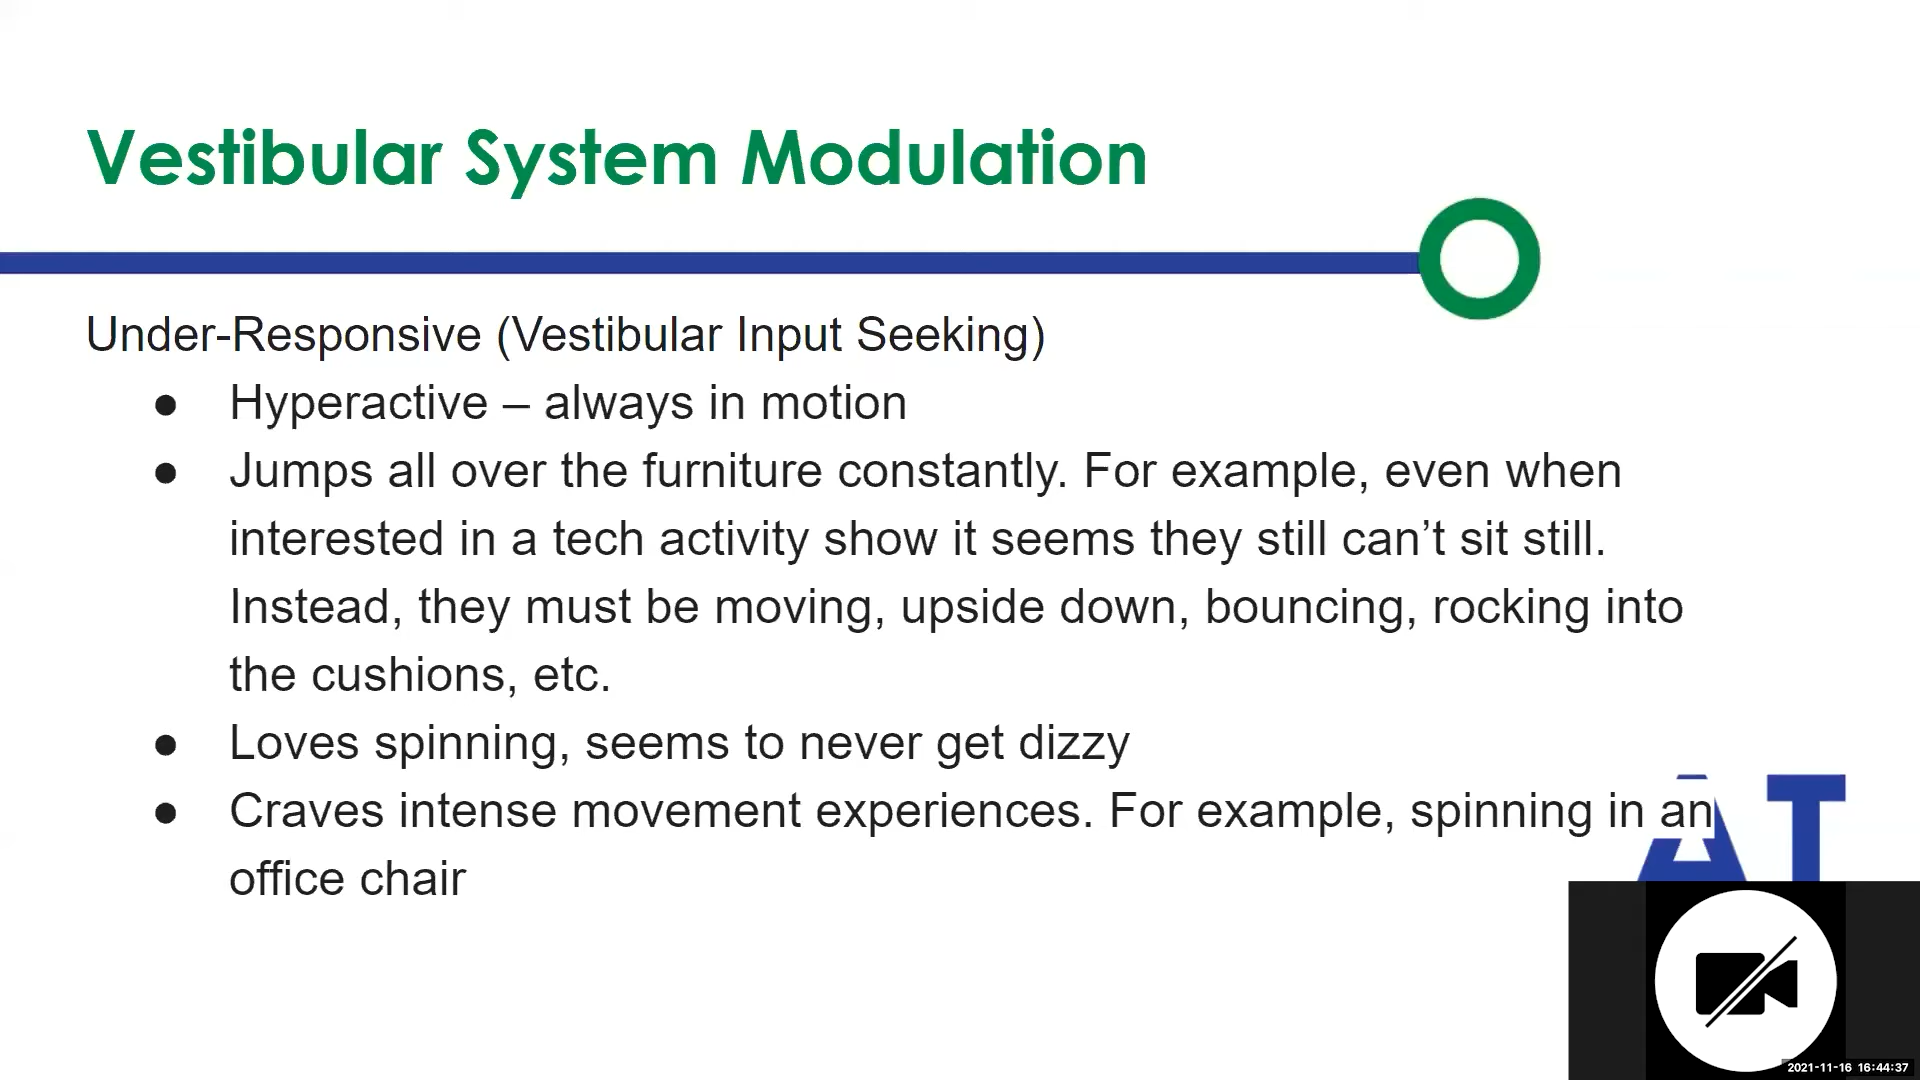 Vestibular System Modulation
Under-Responsive (Vestibular Input Seeking)
● Hyperactive – always in motion
● Jumps all over the furniture constantly. For example, even when
interested in a tech activity show it seems they still can’t sit still.
Instead, they must be moving, upside down, bouncing, rocking into
the cushions, etc.
● Loves spinning, seems to never get dizzy
● Craves intense movement experiences. For example, spinning in an
office chair
AT
2021-11-16 16:44:37